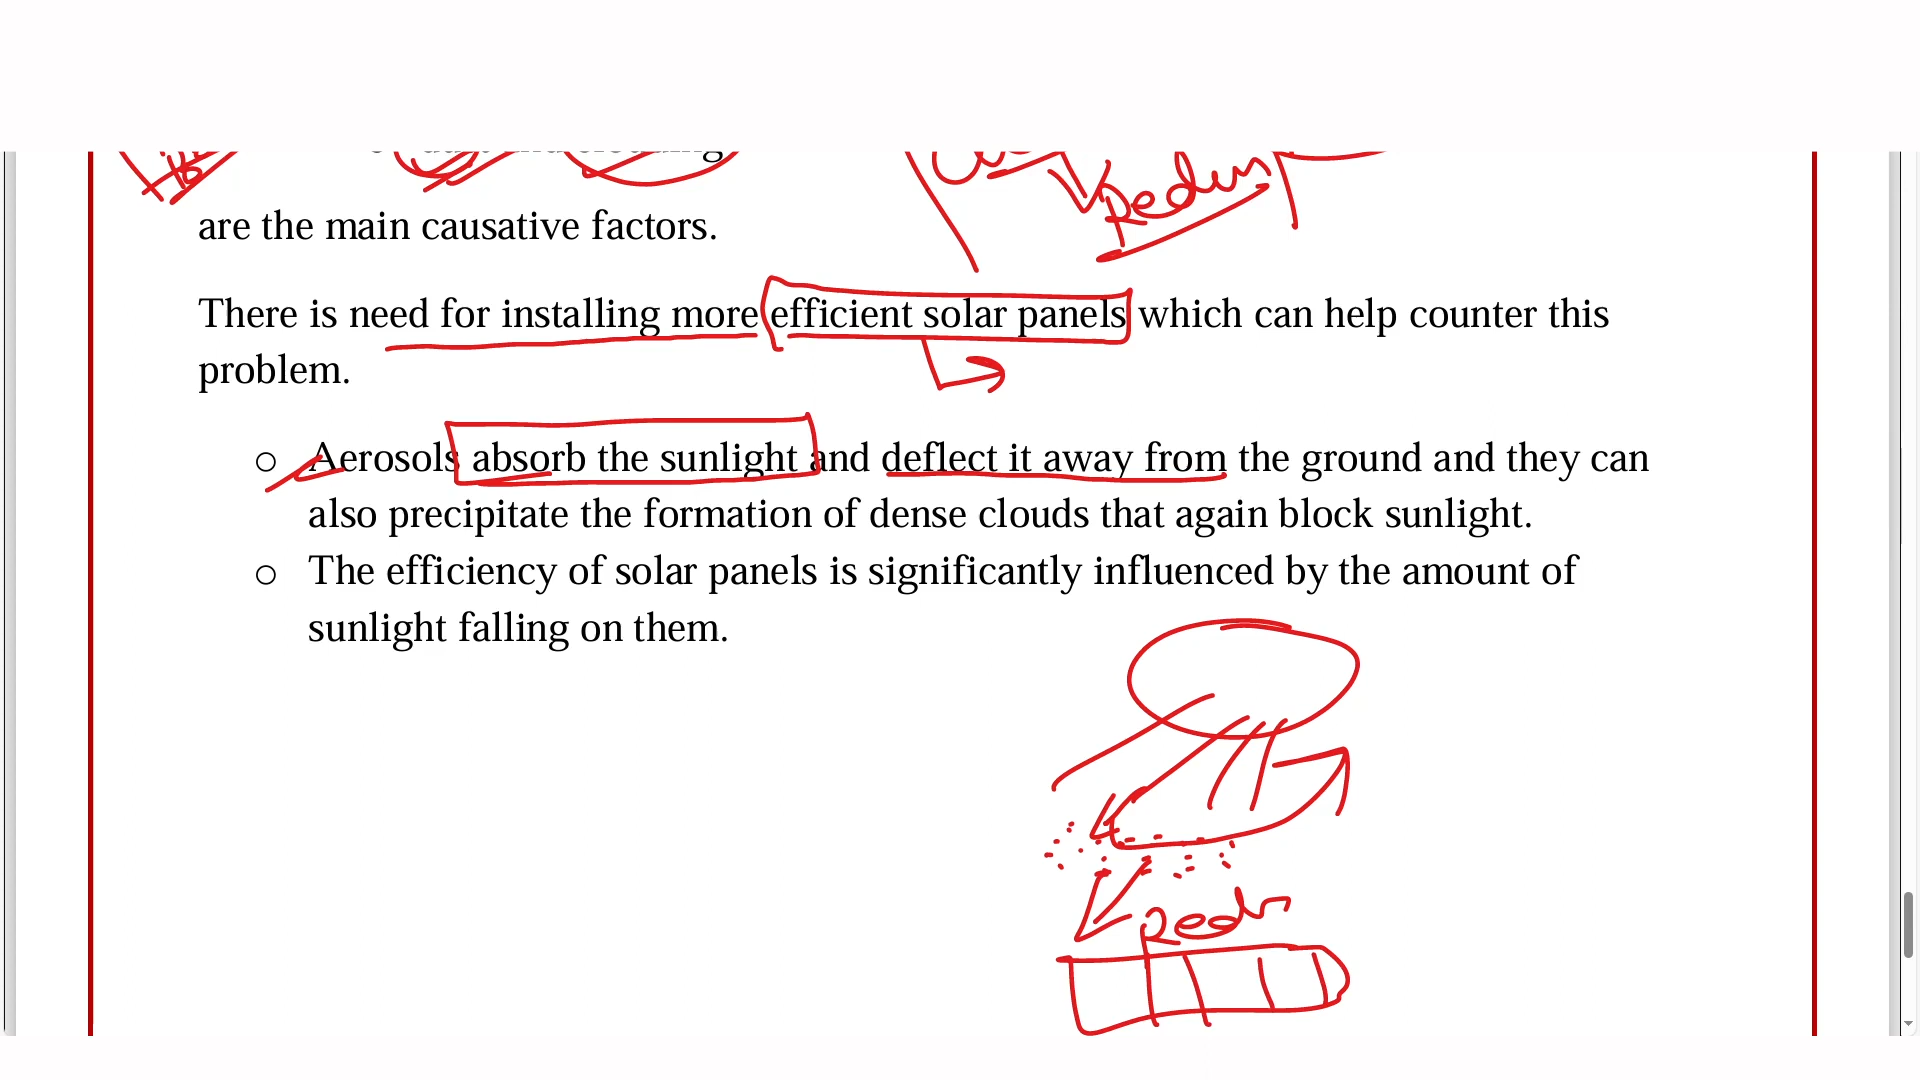 are the main causative factors.
There is need for installing more efficient solar panels which can help counter this
problem.
o Aerosols absorb the sunlight and deflect it away from the ground and they can
also precipitate the formation of dense clouds that again block sunlight.
o The efficiency of solar panels is significantly influenced by the amount of
sunlight falling on them.